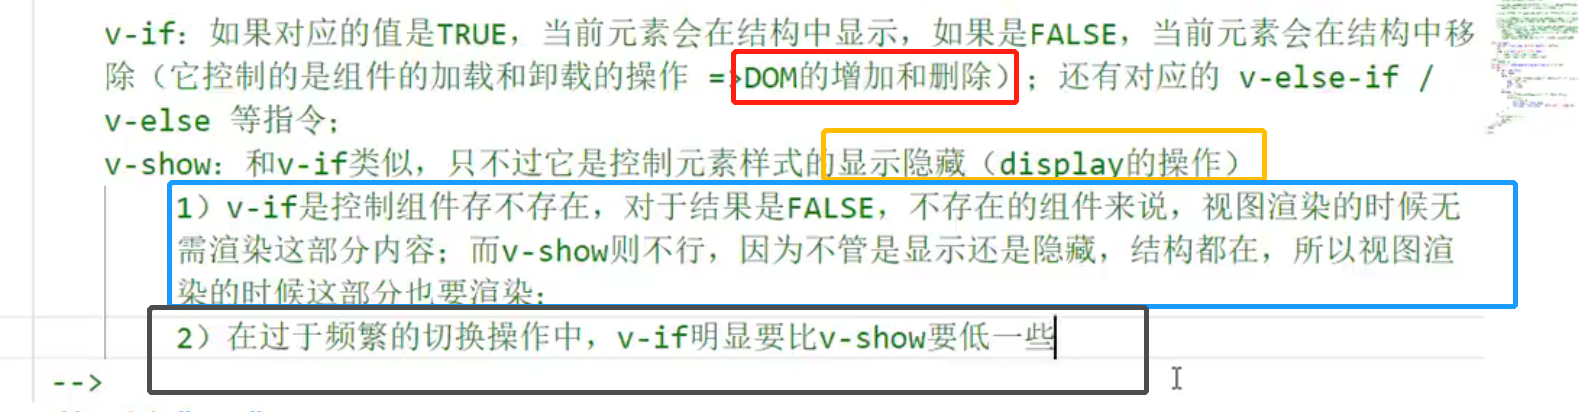 v-if：如果对应的值是TRUE，当前元素会在结构中显示，如果是FALSE，当前元素会在结构中移
除（它控制的是组件的加载和卸载的操作 =>DOM的增加和删除）；还有对应的 v-else-if /
v-else 等指令；
v-show：和v-if类似，只不过它是控制元素样式的显示隐藏（display的操作）
1）v-if是控制组件存不存在，对于结果是FALSE，不存在的组件来说，视图渲染的时候无
需渲染这部分内容；而v-show则不行，因为不管是显示还是隐藏，结构都在，所以视图渲
染的时候这部分也要渲染；
2）在过于频繁的切换操作中，v-if明显要比v-show要低一些
-->